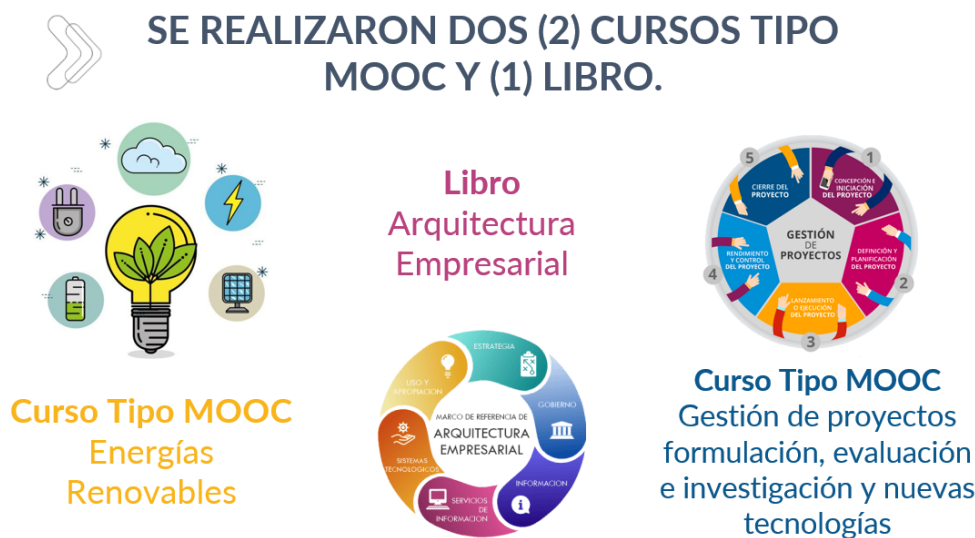 SE REALIZARON DOS (2) CURSOS TIPO
MOOC Y (1) LIBRO.
Curso Tipo MOOC
Energías
Renovables
Libro
Arquitectura
Empresarial
ESTRATEGIA
GOBIERNO
INFORMACION
SERVICIOS
DE
INFORMACION
SISTEMAS
TECNOLOGICOS
USO Y
APROPIACION
MARCO DE REFERENCIA DE
ARQUITECTURA
EMPRESARIAL
1
CONCEPCIÓN E
INICIACIÓN
DEL PROYECTO
2
DEFINICIÓN Y
PLANIFICACIÓN
DEL PROYECTO
3
LANZAMIENTO
O EJECUCIÓN
DEL PROYECTO
4
RENDIMIENTO
Y CONTROL
DEL PROYECTO
5
CIERRE DEL
PROYECTO
GESTIÓN
DE
PROYECTOS
Curso Tipo MOOC
Gestión de proyectos
formulación, evaluación
e investigación y nuevas
tecnologías